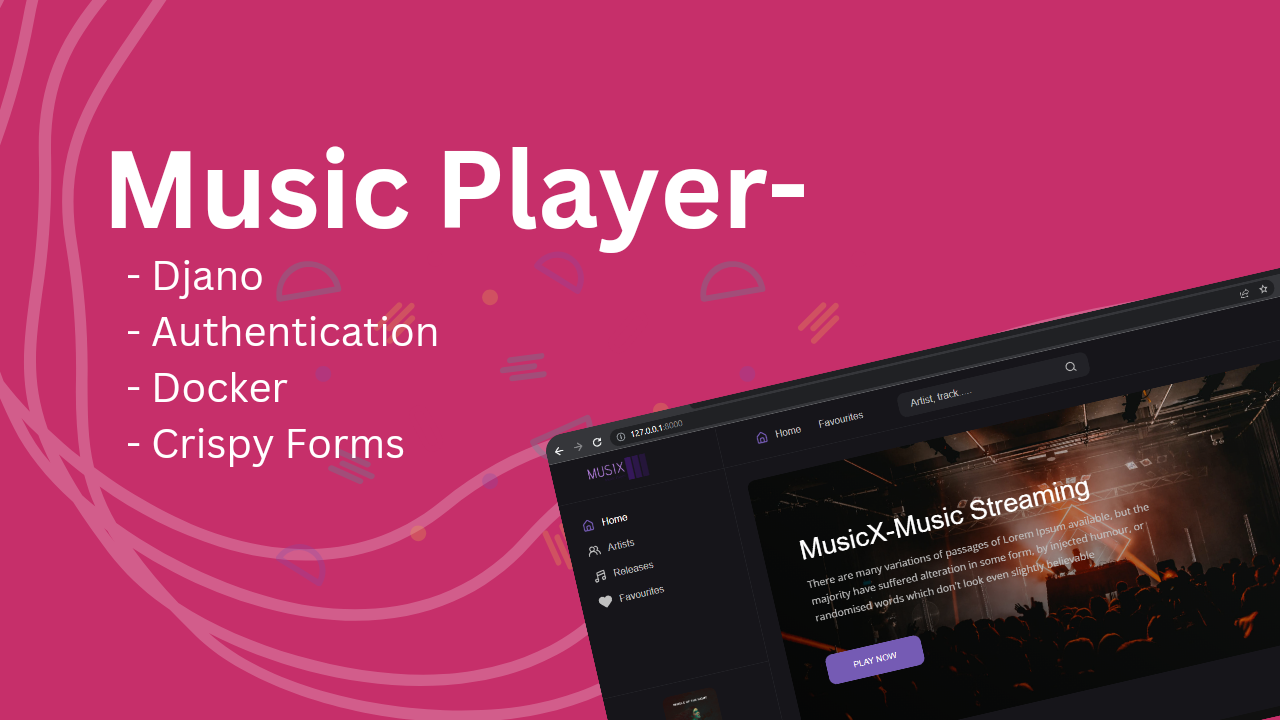 Music Player-
- Djano
- Authentication
- Docker
- Crispy Forms
127.0.0.1:8000
MUSIX
Home
Favourites
Artist, track.....
Home
Artists
Releases
Favourites
MusicX-Music Streaming
There are many variations of passages of Lorem Ipsum available, but the
majority have suffered alteration in some form, by injected humour, or
randomised words which don't look even slightly believable
PLAY NOW